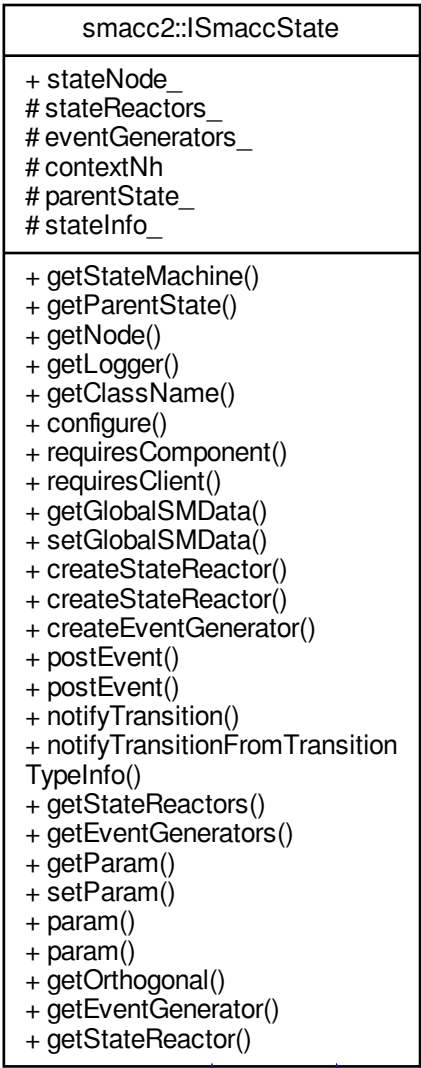 smacc2::ISmaccState
+ stateNode_
# stateReactors_
# eventGenerators_
# contextNh
# parentState_
# stateInfo_
+ getStateMachine()
+ getParentState()
+ getNode()
+ getLogger()
+ getClassName()
+ configure()
+ requiresComponent()
+ requiresClient()
+ getGlobalSMData()
+ setGlobalSMData()
+ createStateReactor()
+ createStateReactor()
+ createEventGenerator()
+ postEvent()
+ postEvent()
+ notifyTransition()
+ notifyTransitionFromTransition
TypeInfo()
+ getStateReactors()
+ getEventGenerators()
+ getParam()
+ setParam()
+ param()
+ param()
+ getOrthogonal()
+ getEventGenerator()
+ getStateReactor()